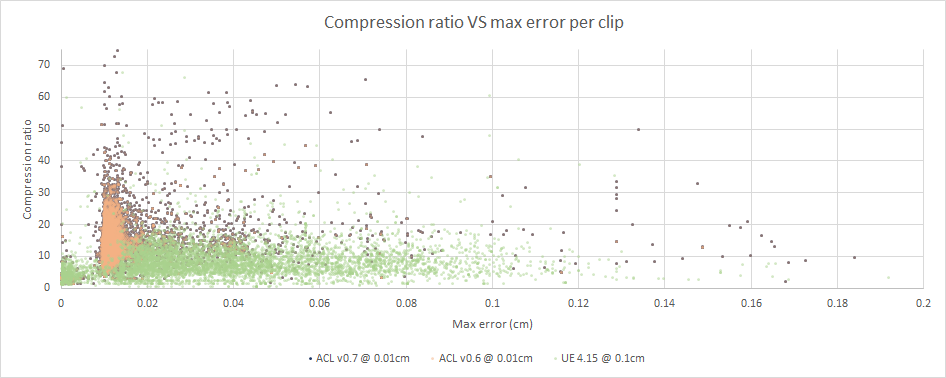 Compression ratio VS max error per clip
70
60
50
40
30
20
10
0
Compression ratio
0 0.02 0.04 0.06 0.08 0.1 0.12 0.14 0.16 0.18 0.2
Max error (cm)
ACL v0.7 @ 0.01cm ACL v0.6 @ 0.01cm UE 4.15 @ 0.1cm